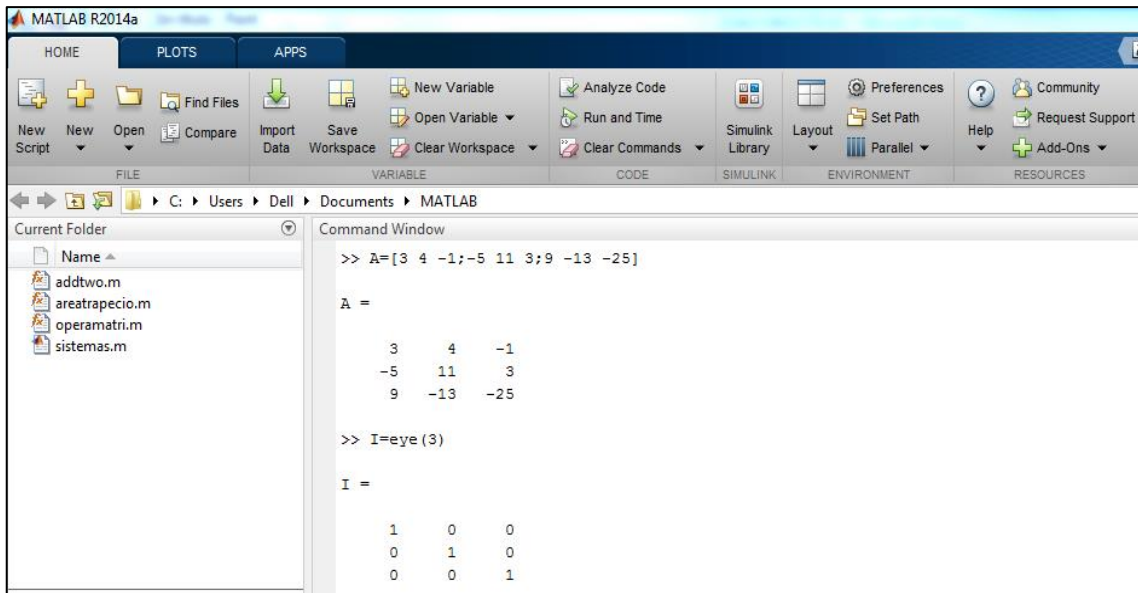 MATLAB R2014a
HOME PLOTS APPS
New Script
New
Open
Find Files
Compare
Import Data
Save Workspace
New Variable
Open Variable
Clear Workspace
Analyze Code
Run and Time
Clear Commands
Simulink Library
Layout
Preferences
Set Path
Parallel
Help
Community
Request Support
Add-Ons
FILE VARIABLE CODE SIMULINK ENVIRONMENT RESOURCES
C: Users Dell Documents MATLAB
Current Folder
Name
addtwo.m
areatrapecio.m
operamatri.m
sistemas.m
Command Window
>> A=[3 4 -1;-5 11 3;9 -13 -25]
A =
3 4 -1
-5 11 3
9 -13 -25
>> I=eye(3)
I =
1 0 0
0 1 0
0 0 1